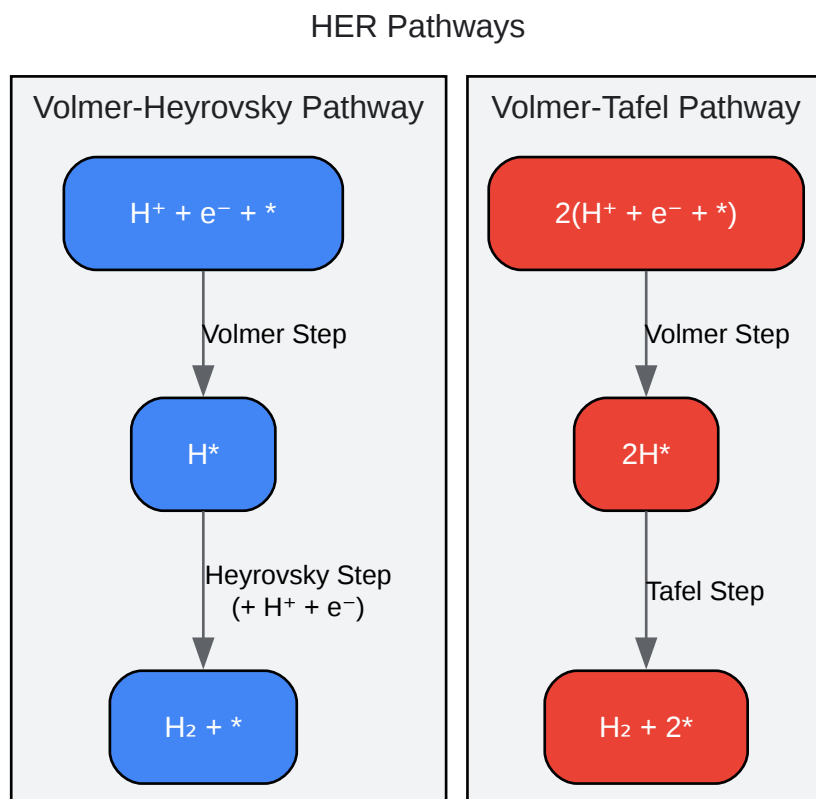 HER Pathways
Volmer-Heyrovsky Pathway
H⁺ + e⁻ + *
Volmer Step
H*
Heyrovsky Step
(+ H⁺ + e⁻)
H₂ + *
Volmer-Tafel Pathway
2(H⁺ + e⁻ + *)
Volmer Step
2H*
Tafel Step
H₂ + 2*